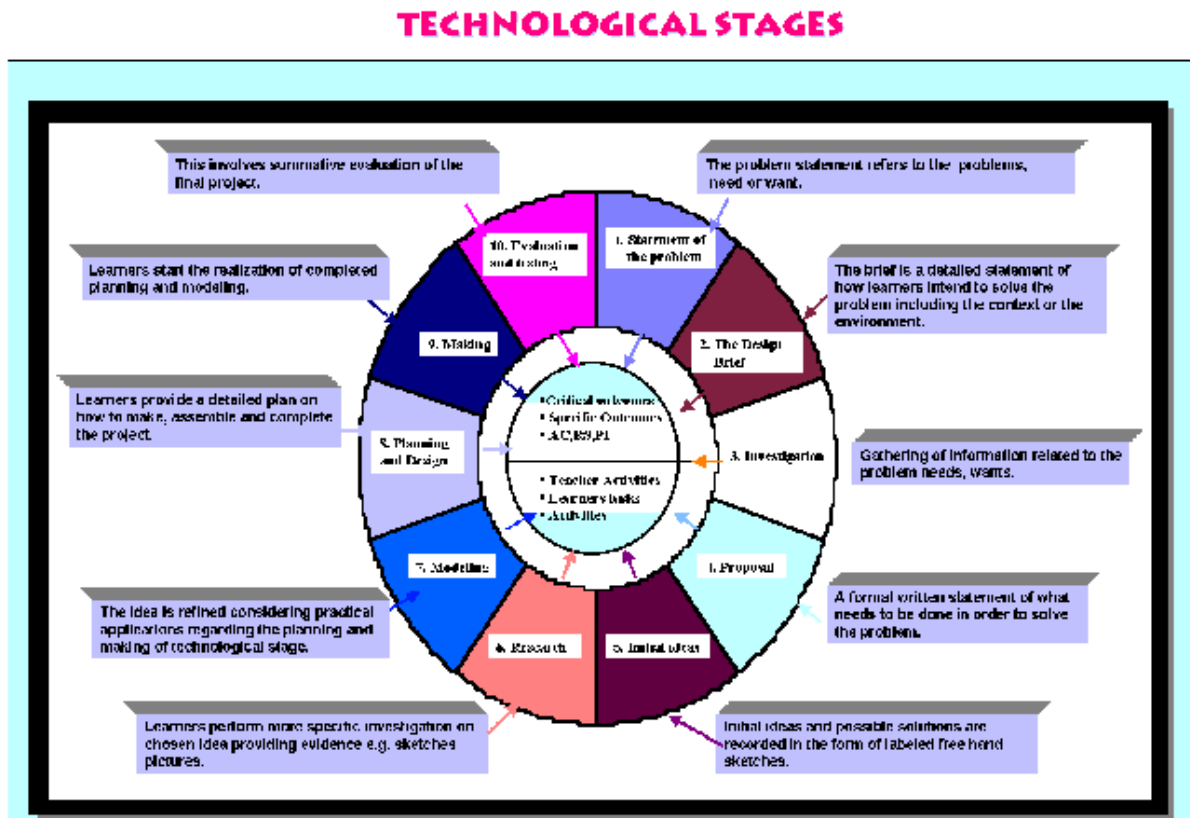 TECHNOLOGICAL STAGES
This involves summative evaluation of the
final project.
The problem statement refers to the problems,
need or want.
10. Evaluation
and testing
1. Statement of
the problem
Learners start the realization of completed
planning and modelling.
The brief is a detailed statement of
how learners intend to solve the
problem including the context or the
environment.
9. Making
2. The Design
Brief
Learners provide a detailed plan on
how to make, assemble and complete
the project.
8. Planning
and Design
• Critical outcomes
• Specific Outcomes
• AC,RS,PI
3. Investigation
Gathering of information related to the
problem needs, wants.
• Teacher Activities
• Learners tasks
• Activities
7. Modelling
4. Proposal
The idea is refined considering practical
applications regarding the planning and
making of technological stage.
A formal written statement of what
needs to be done in order to solve
the problem.
6. Research
5. Initial ideas
Learners perform more specific investigation on
chosen idea providing evidence e.g. sketches
pictures.
Initial ideas and possible solutions are
recorded in the form of labeled free hand
sketches.